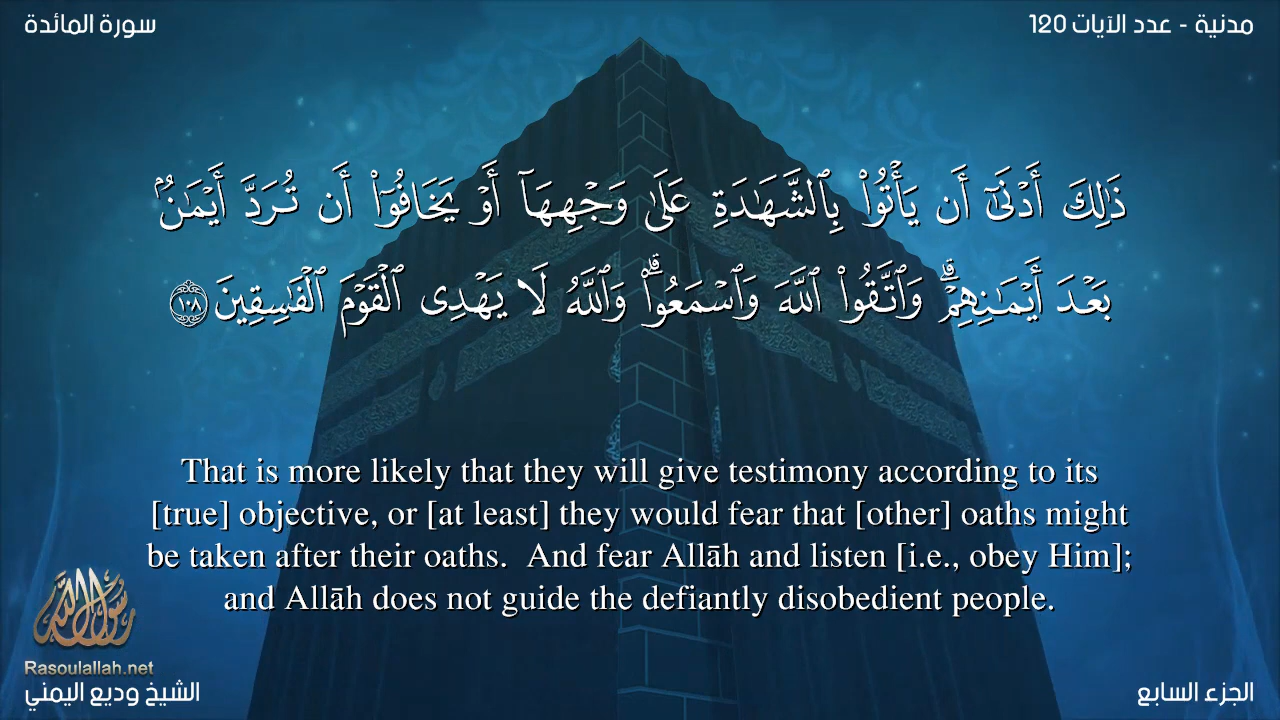 سورة المائدة
مدنية - عدد الآيات 120
ذَٰلِكَ أَدْنَىٰٓ أَن يَأْتُوا۟ بِٱلشَّهَٰدَةِ عَلَىٰ وَجْهِهَآ أَوْ يَخَافُوٓا۟ أَن تُرَدَّ أَيْمَٰنٌۢ
بَعْدَ أَيْمَٰنِهِمْ ۗ وَٱتَّقُوا۟ ٱللَّهَ وَٱسْمَعُوا۟ ۗ وَٱللَّهُ لَا يَهْدِى ٱلْقَوْمَ ٱلْفَٰسِقِينَ ١٠٨
That is more likely that they will give testimony according to its
[true] objective, or [at least] they would fear that [other] oaths might
be taken after their oaths. And fear Allāh and listen [i.e., obey Him];
and Allāh does not guide the defiantly disobedient people.
رسول الله
Rasoulallah.net
الشيخ وديع اليمني
الجزء السابع